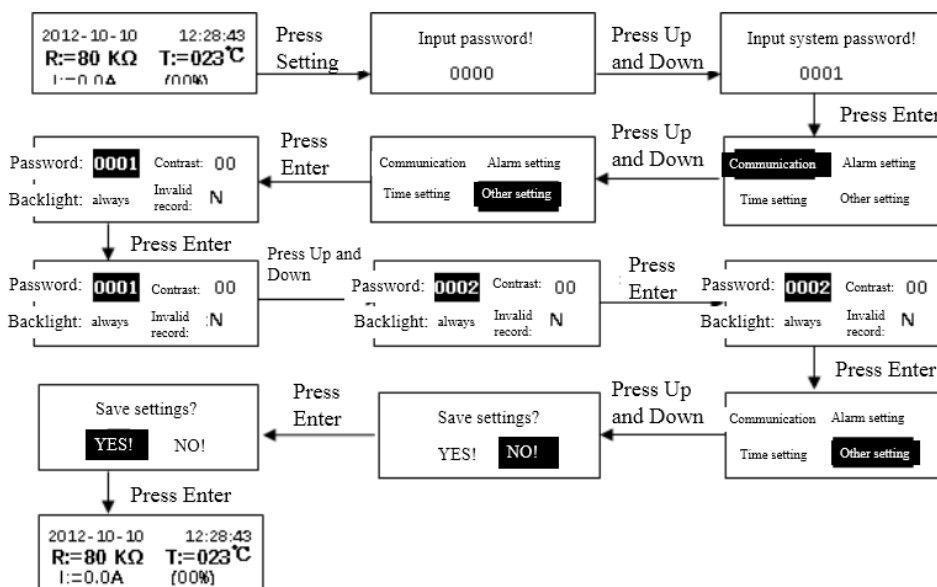 2012-10-10 12:28:43
R:=80 KΩ T:=023℃
I:=0.0A (00%)
Press
Setting
Input password!
0000
Press Up
and Down
Input system password!
0001
Press Enter
Communication Alarm setting
Time setting Other setting
Press Up
and Down
Communication Alarm setting
Time setting Other setting
Press
Enter
Password: 0001 Contrast: 00
Backlight: always Invalid
record: N
Press Enter
Password: 0001 Contrast: 00
Backlight: always Invalid
record: :N
Press Up and
Down
Password: 0002 Contrast: 00
Backlight: always Invalid
record: N
Press
Enter
Password: 0002 Contrast: 00
Backlight: always Invalid
record: N
Press Enter
Communication Alarm setting
Time setting Other setting
Press Up
and Down
Save settings?
YES! NO!
Press
Enter
Save settings?
YES! NO!
Press Enter
2012-10-10 12:28:43
R:=80 KΩ T:=023℃
I:=0.0A (00%)